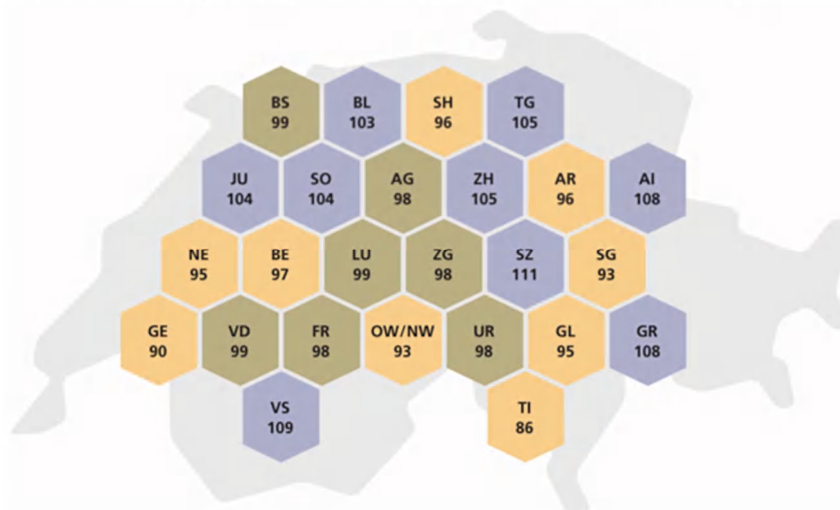 BS
99
BL
103
SH
96
TG
105
JU
104
SO
104
AG
98
ZH
105
AR
96
AI
108
NE
95
BE
97
LU
99
ZG
98
SZ
111
SG
93
GE
90
VD
99
FR
98
OW/NW
93
UR
98
GL
95
GR
108
VS
109
TI
86